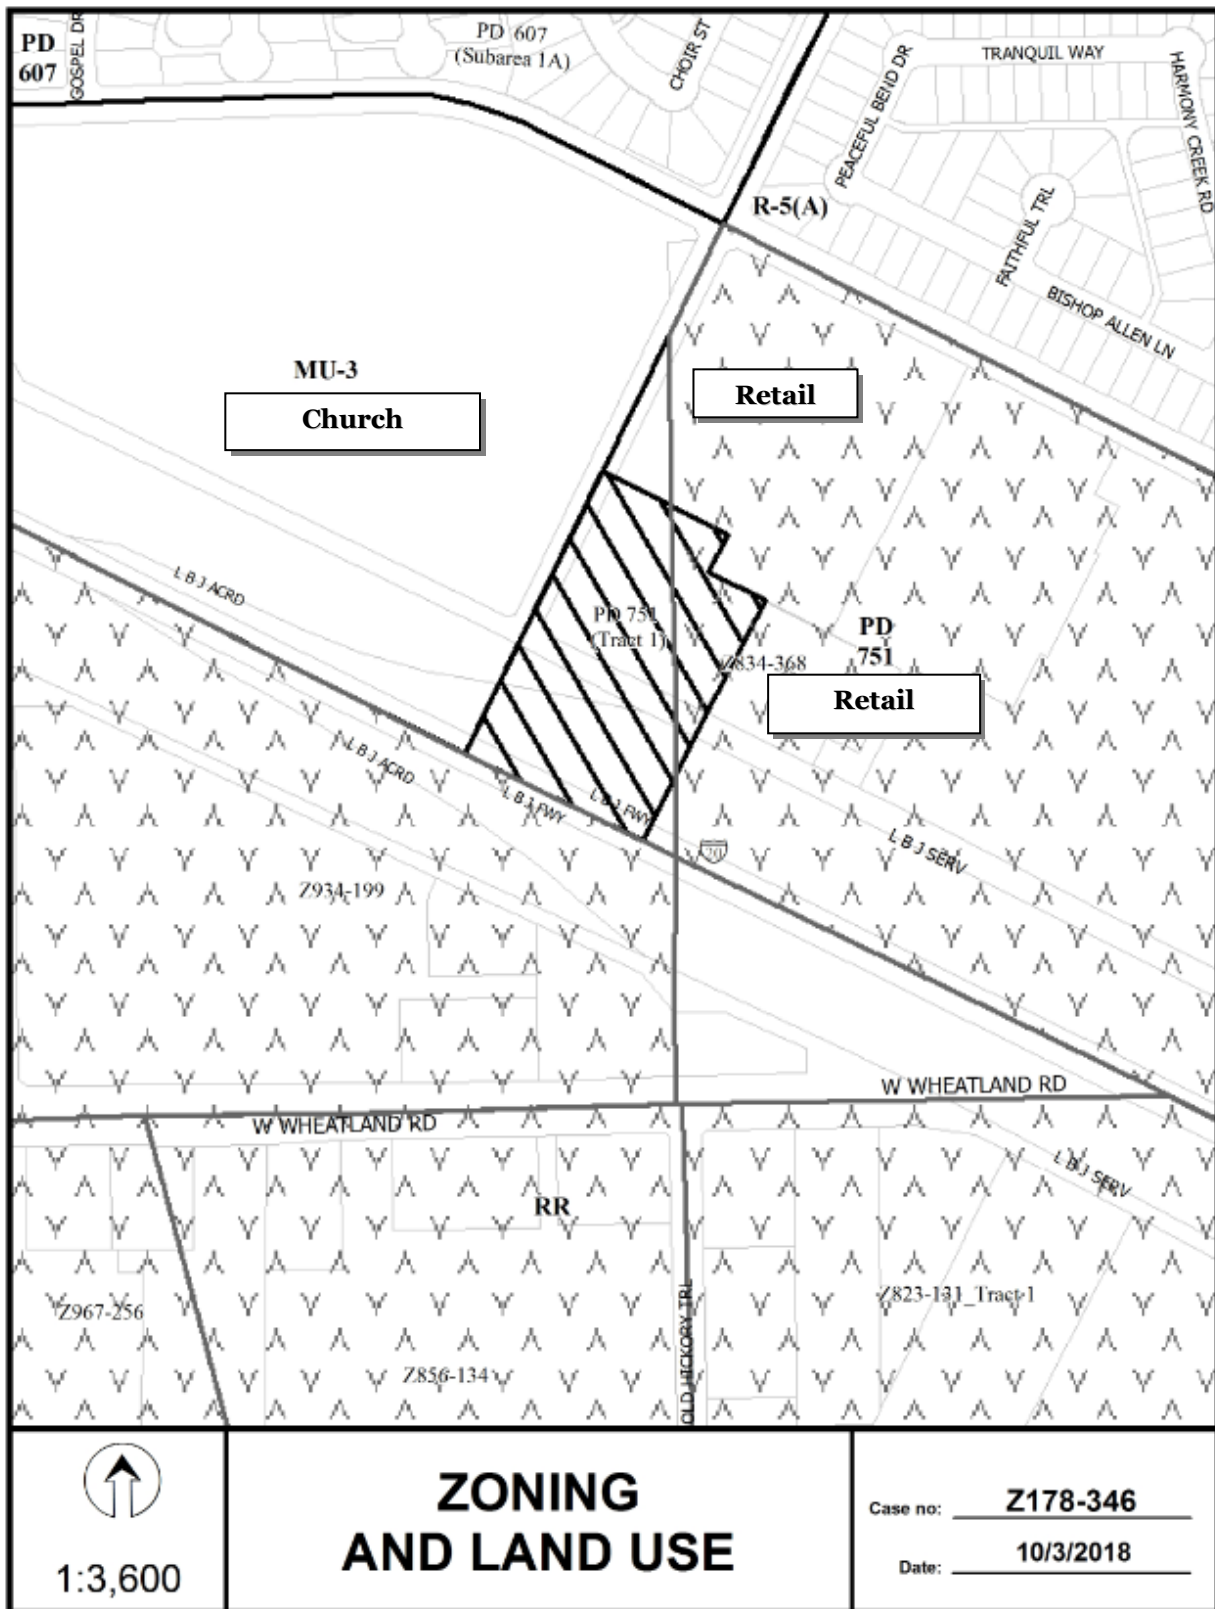 PD
607
GOSPEL DR
PD 607
(Subarea 1A)
CHOIR ST
PEACEFUL BEND DR
TRANQUIL WAY
HARMONY CREEK RD
R-5(A)
FAITHFUL TRL
BISHOP ALLEN LN
MU-3
Church
Retail
L B J ACRD
PD 751
(Tract 1)
Z834-368
PD
751
Retail
L B J ACRD
L B J FWY
L B J FWY
20
L B J SERV
Z934-199
W WHEATLAND RD
W WHEATLAND RD
L B J SERV
RR
Z967-256
OLD HICKORY TRL
Z823-131_Tract 1
Z856-134
1:3,600
ZONING
AND LAND USE
Case no: Z178-346
Date: 10/3/2018